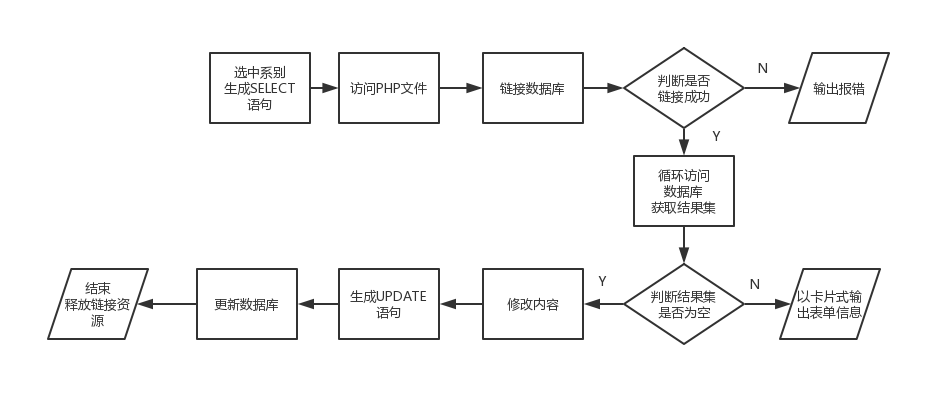 选中系别
生成SELECT
语句
访问PHP文件
链接数据库
判断是否
链接成功
N
输出报错
Y
循环访问
数据库
获取结果集
判断结果集
是否为空
N
以卡片式输
出表单信息
Y
修改内容
生成UPDATE
语句
更新数据库
结束
释放链接资
源